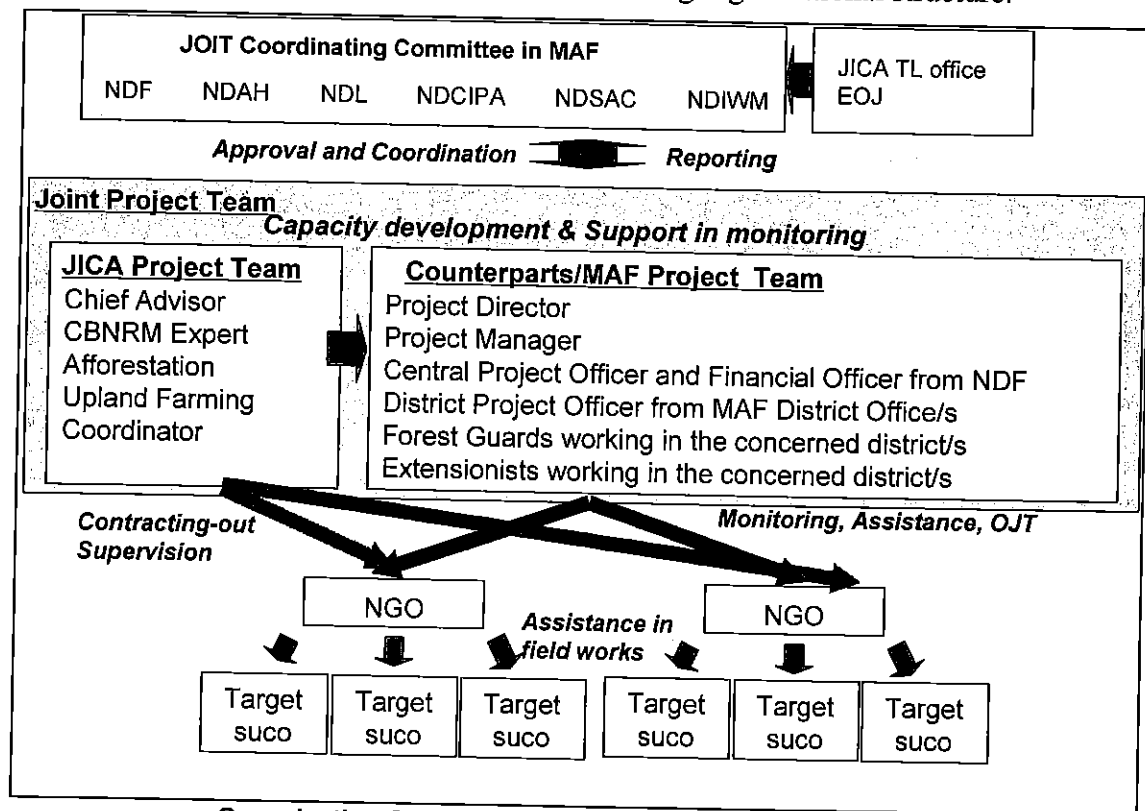 JOIT Coordinating Committee in MAF
NDF NDAH NDL NDCIPA NDSAC NDIWM
JICA TL office
EOJ
Approval and Coordination
Reporting
Joint Project Team
Capacity development & Support in monitoring
JICA Project Team
Chief Advisor
CBNRM Expert
Afforestation
Upland Farming
Coordinator
Counterparts/MAF Project Team
Project Director
Project Manager
Central Project Officer and Financial Officer from NDF
District Project Officer from MAF District Office/s
Forest Guards working in the concerned district/s
Extensionists working in the concerned district/s
Contracting-out
Supervision
Monitoring, Assistance, OJT
NGO
NGO
Assistance in
field works
Target
suco
Target
suco
Target
suco
Target
suco
Target
suco
Target
suco